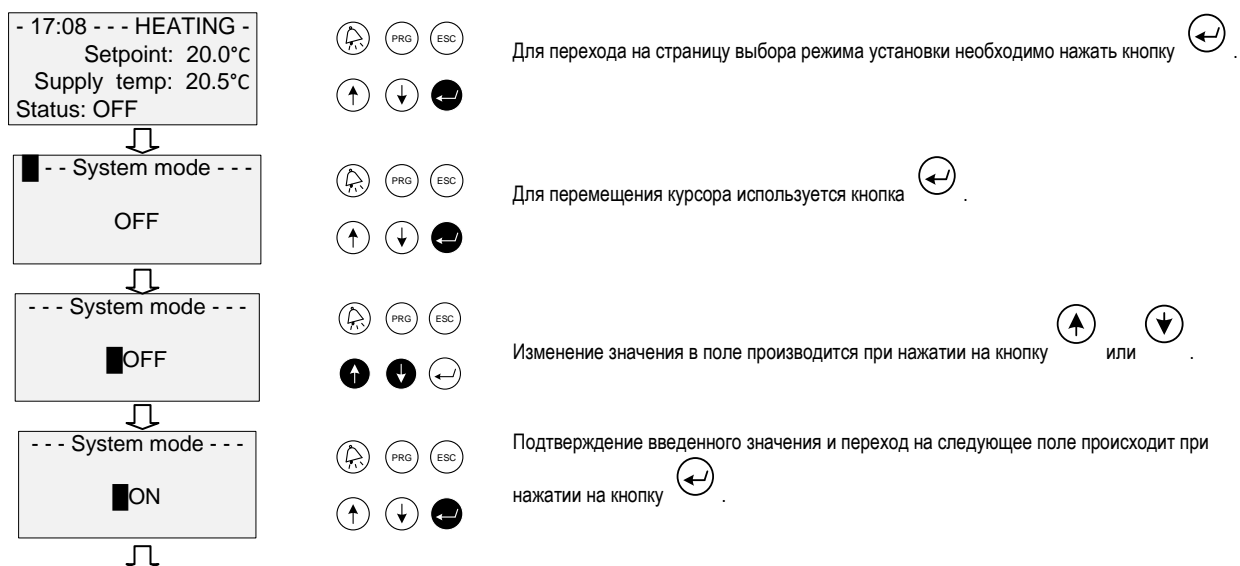 - 17:08 - - - HEATING -
Setpoint: 20.0°C
Supply temp: 20.5°C
Status: OFF
PRG ESC
Для перехода на страницу выбора режима установки необходимо нажать кнопку .
- - System mode - - -
OFF
PRG ESC
Для перемещения курсора используется кнопка .
- - - System mode - - -
OFF
PRG ESC
Изменение значения в поле производится при нажатии на кнопку или .
- - - System mode - - -
ON
PRG ESC
Подтверждение введенного значения и переход на следующее поле происходит при
нажатии на кнопку .